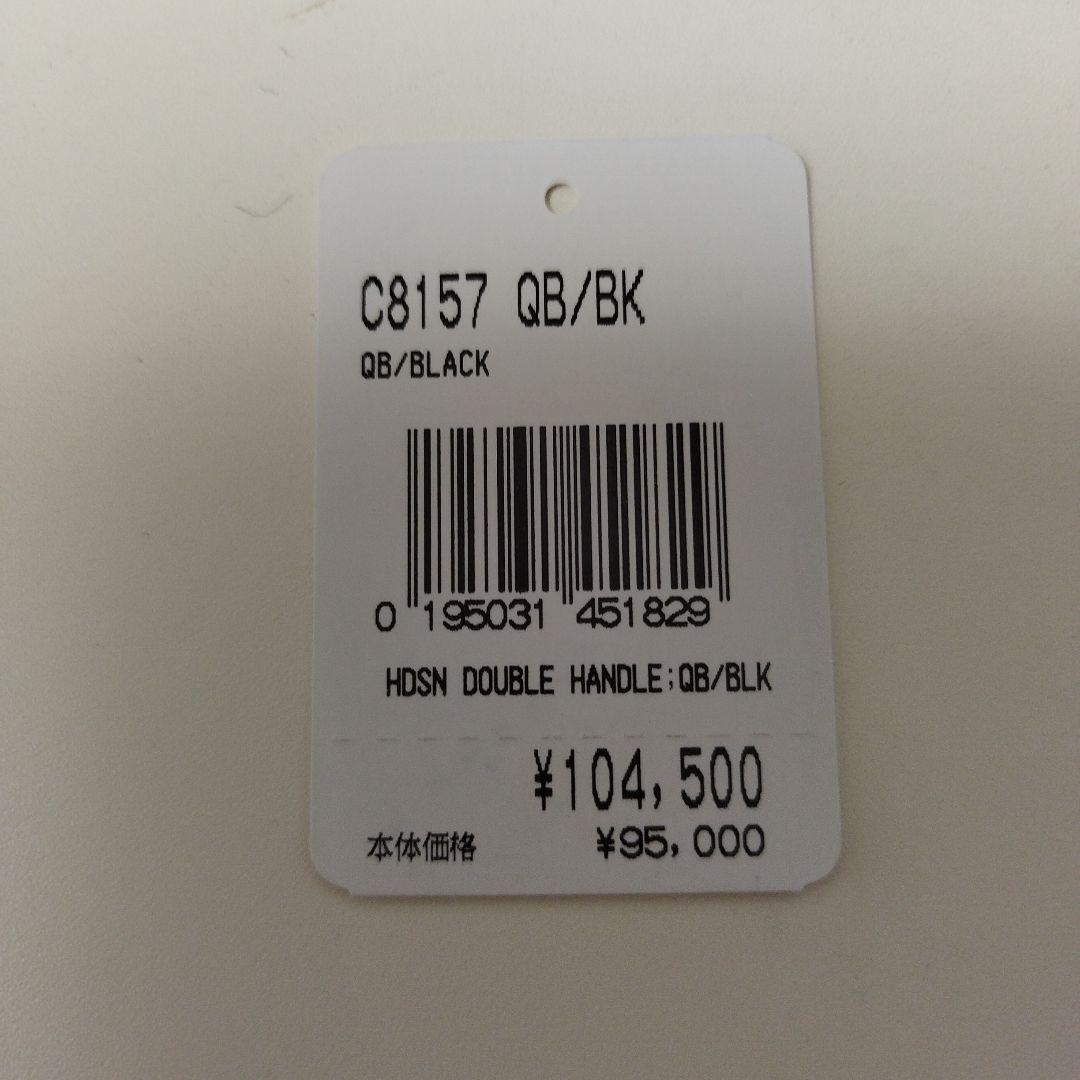 C8157 QB/BK
QB/BLACK
0 195031 451829
HDSN DOUBLE HANDLE;QB/BLK
¥104,500
本体価格 ¥95,000